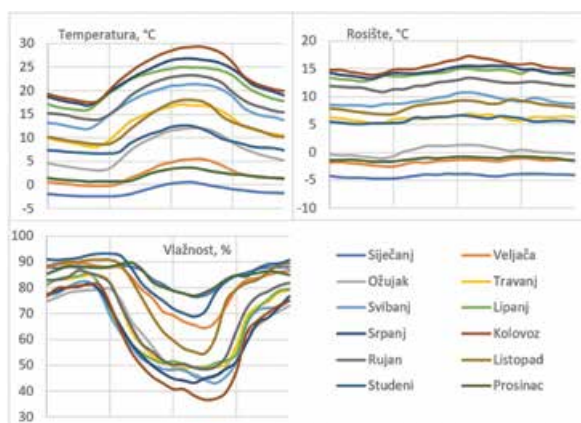 Temperatura, °C
30
25
20
15
10
5
0
-5
Rosište, °C
20
15
10
5
0
-5
-10
Vlažnost, %
100
90
80
70
60
50
40
30
Siječanj
Veljača
Ožujak
Travanj
Svibanj
Lipanj
Srpanj
Kolovoz
Rujan
Listopad
Studeni
Prosinac